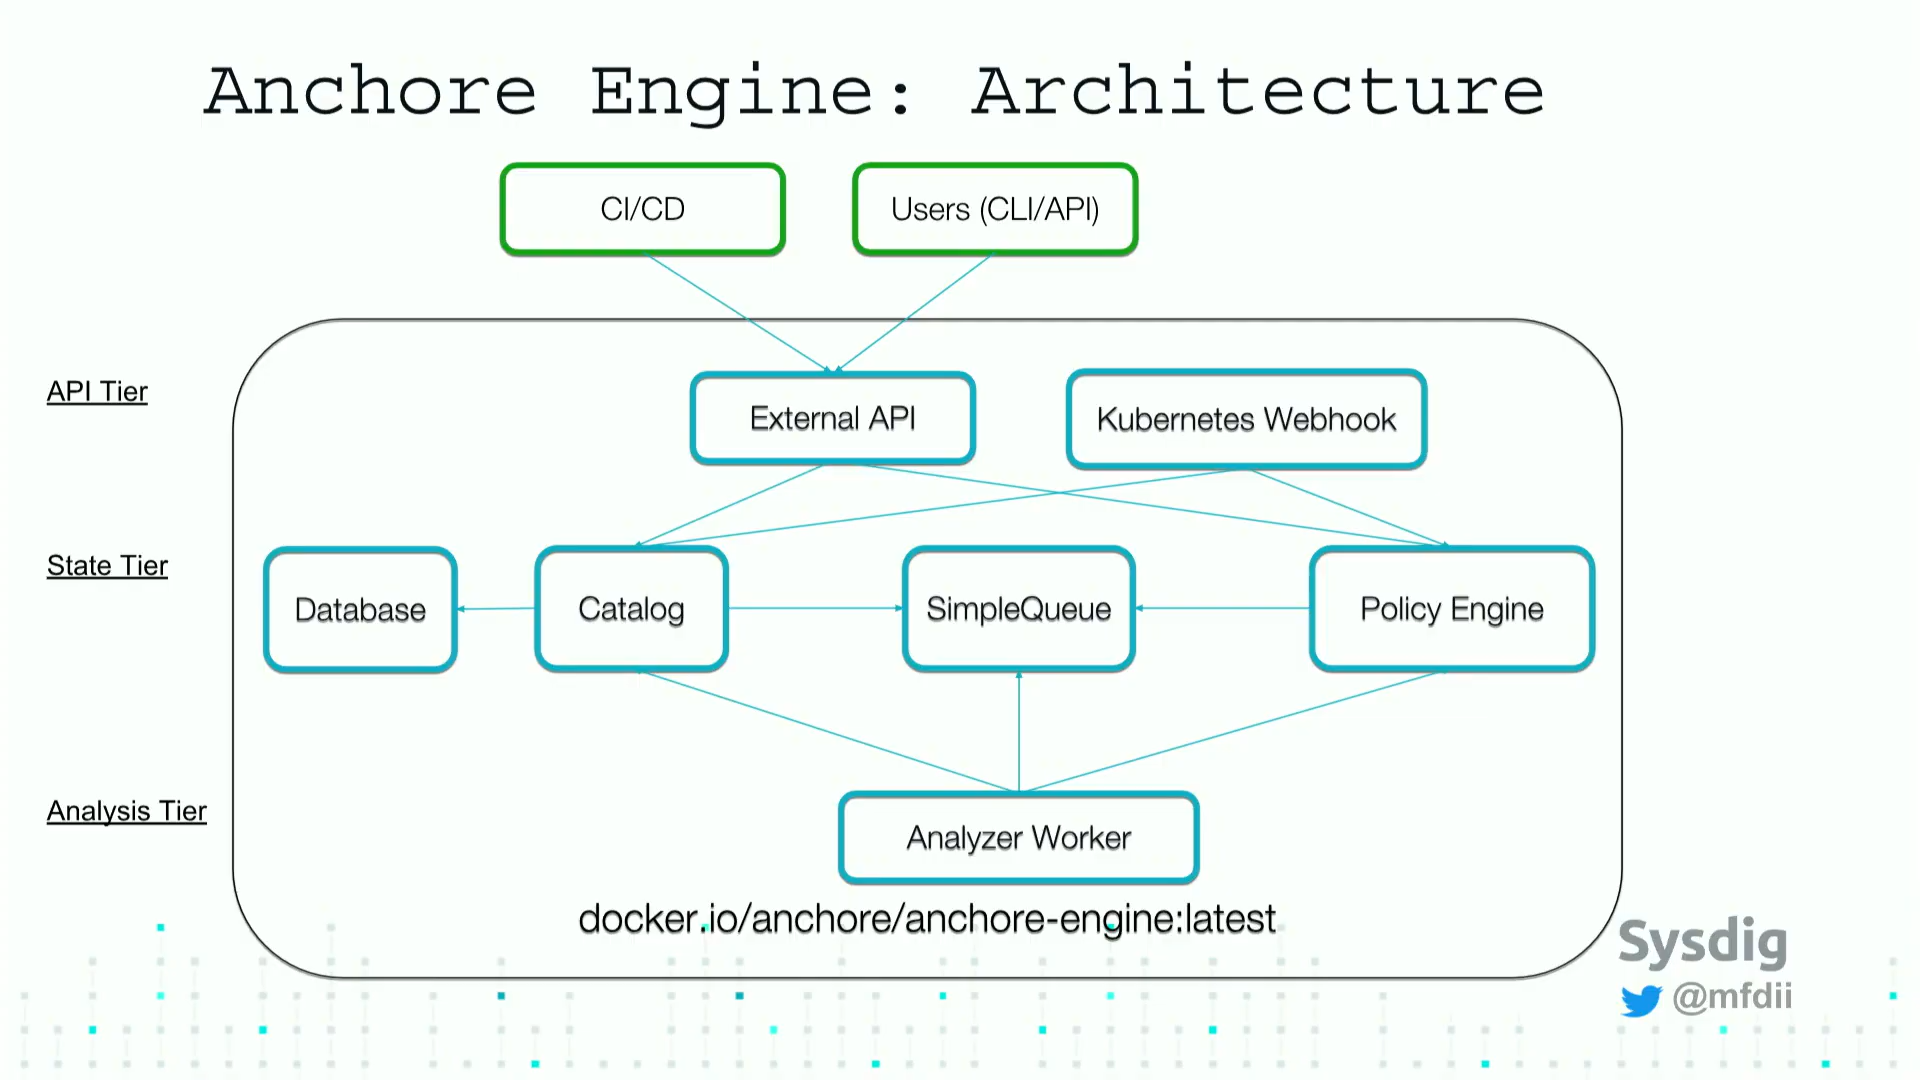 Anchore Engine: Architecture
CI/CD
Users (CLI/API)
API Tier
External API
Kubernetes Webhook
State Tier
Database
Catalog
SimpleQueue
Policy Engine
Analysis Tier
Analyzer Worker
docker.io/anchore/anchore-engine:latest
Sysdig
@mfdii